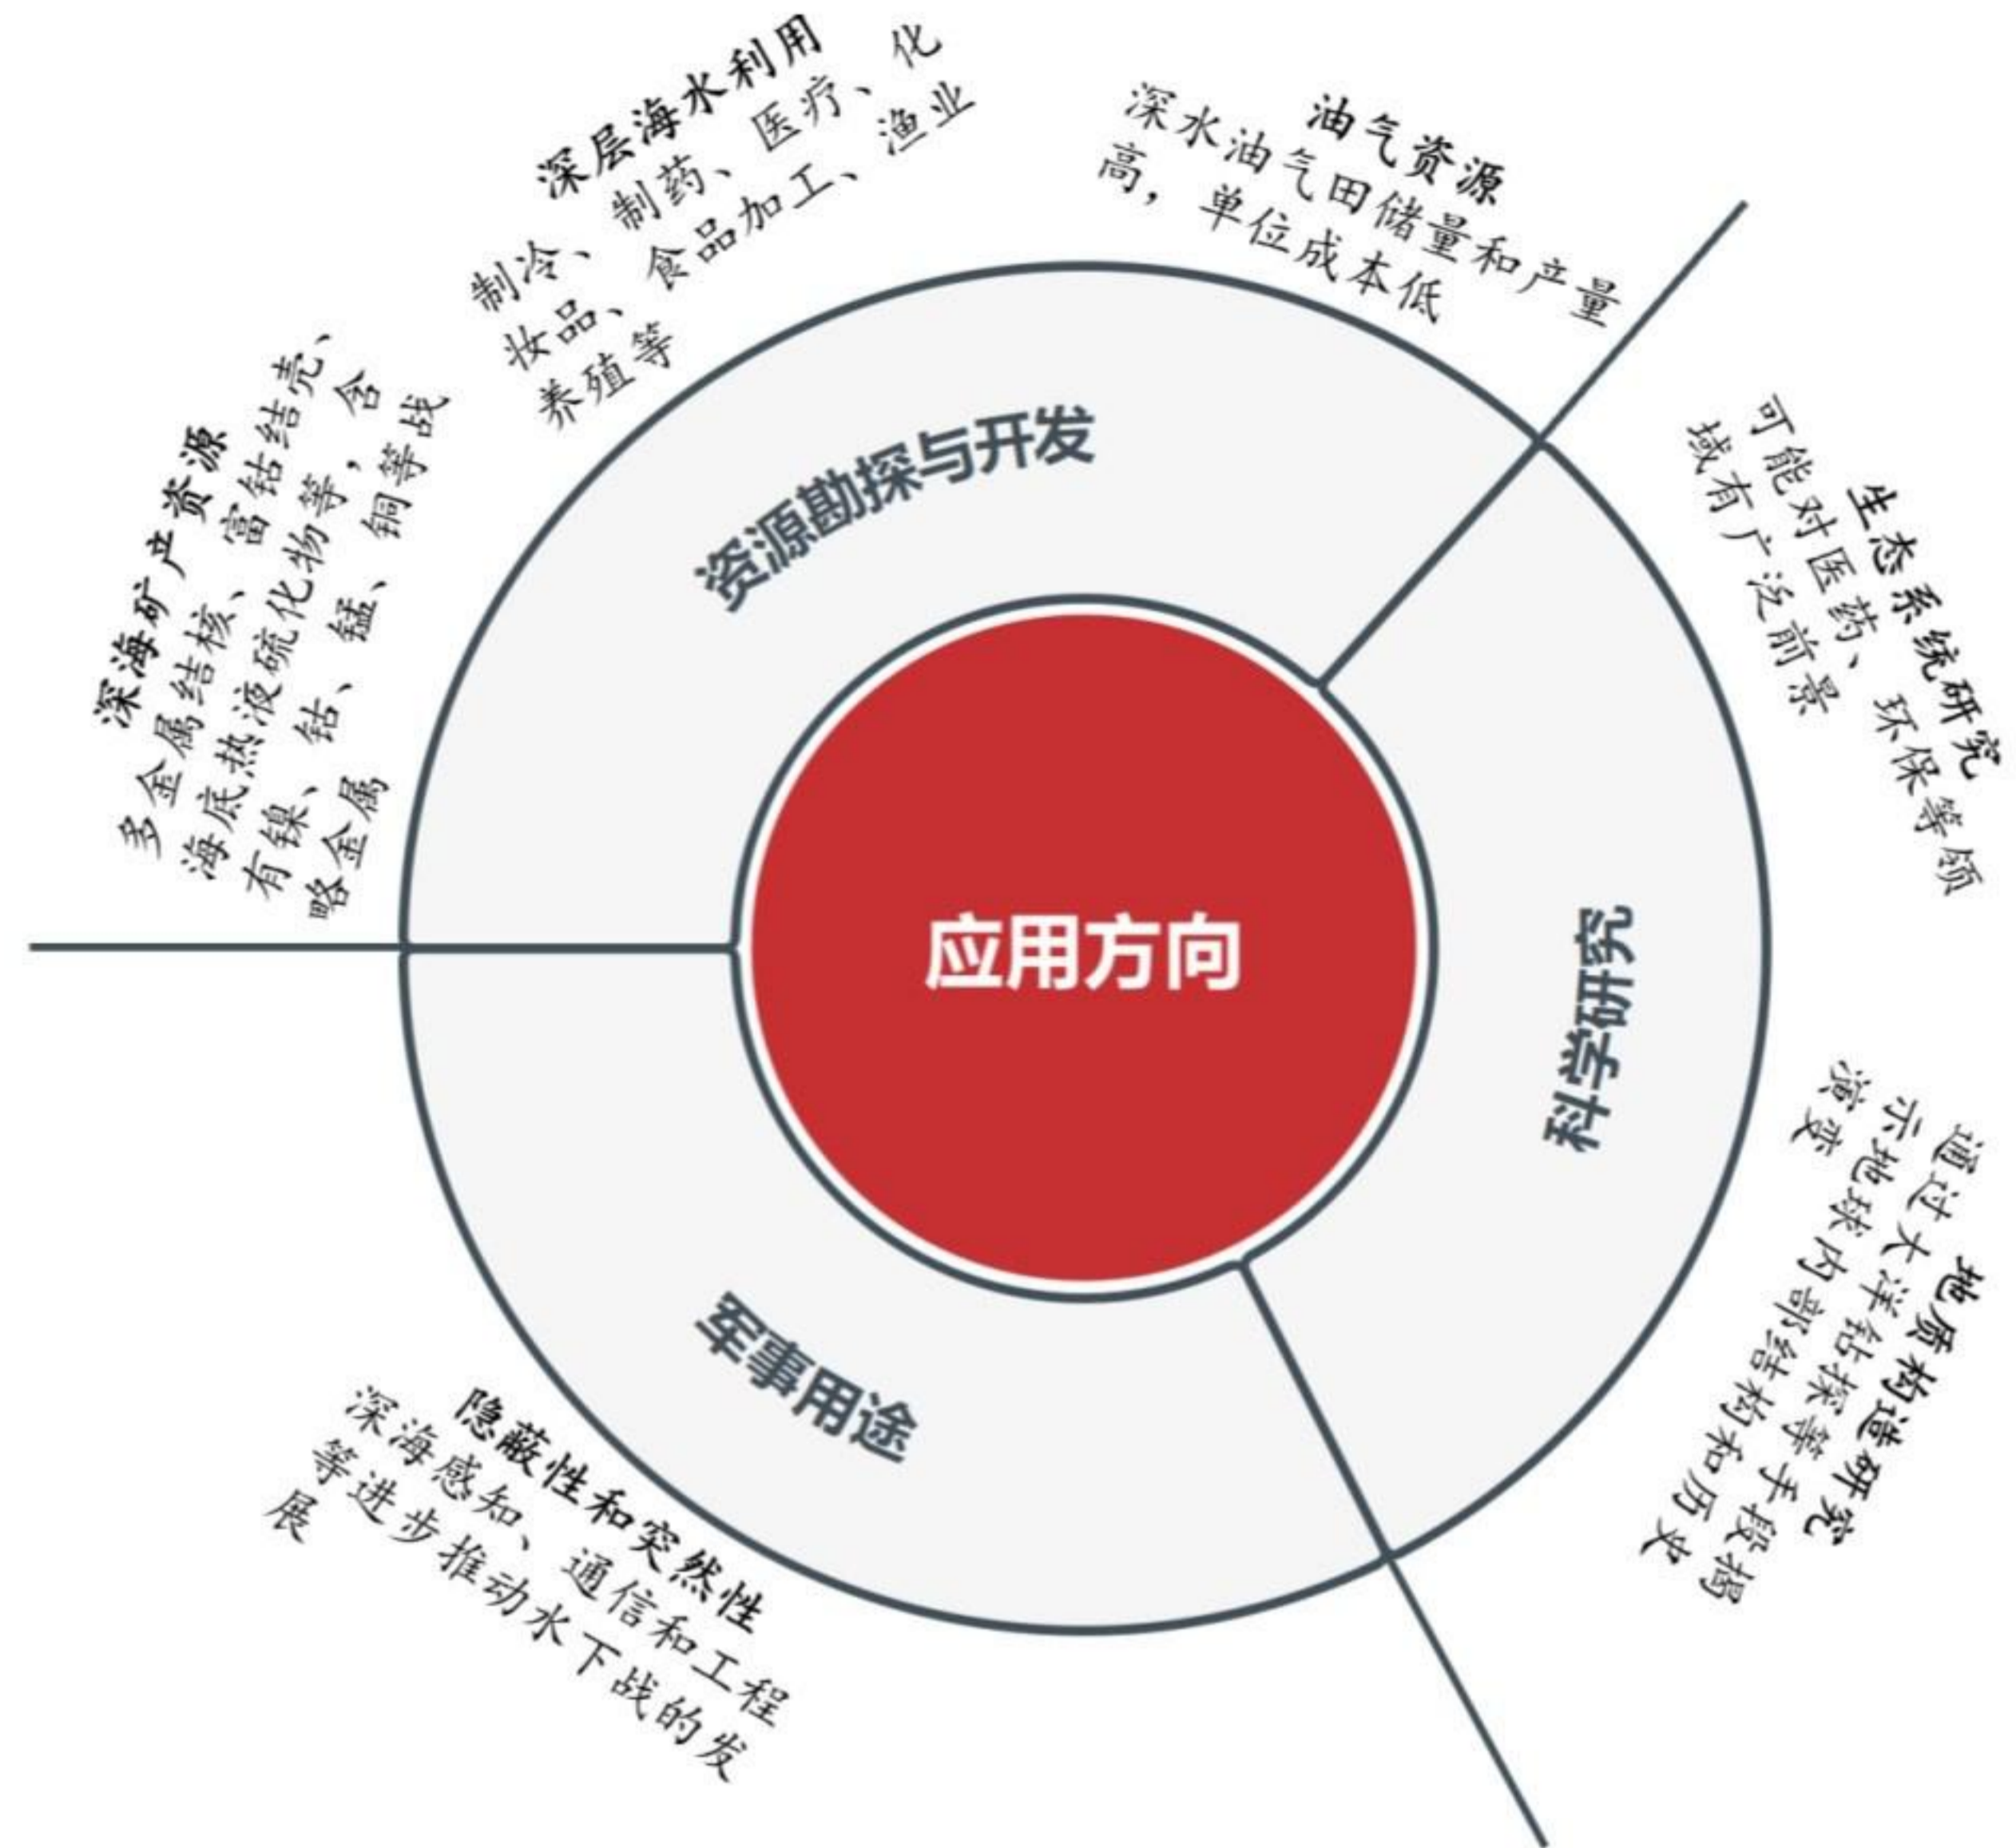 应用方向
资源勘探与开发
深海矿产资源
多金属结核、富钴结壳、
海底热液硫化物等，含
有镍、钴、锰、铜等战
略金属
深层海水利用
制冷、制药、医疗、化
妆品、食品加工、渔业
养殖等
油气资源
深水油气田储量和产量
高，单位成本低
科学研究
生态系统研究
可能对医药、环保等领
域有广泛前景
地质构造研究
通过大洋钻探等手段揭
示地球内部结构和历史
演变
军事用途
隐蔽性和突然性
深海感知、通信和工程
等进步推动水下战的发
展